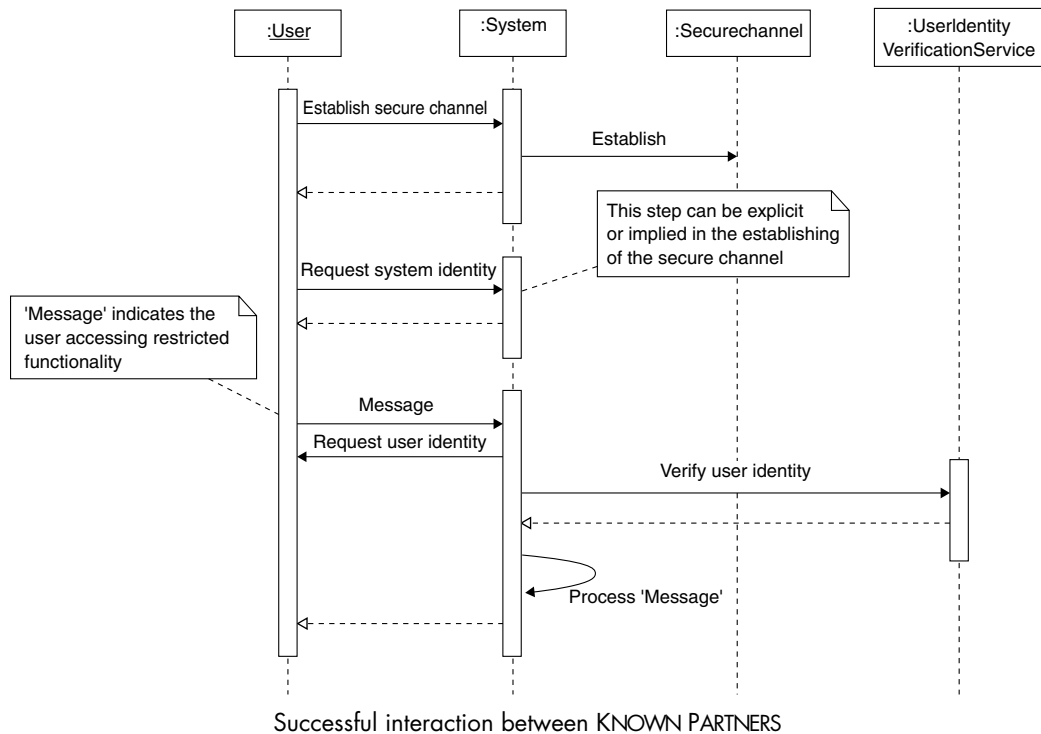 :User
:System
:Securechannel
:UserIdentity
VerificationService
Establish secure channel
Establish
This step can be explicit
or implied in the establishing
of the secure channel
Request system identity
'Message' indicates the
user accessing restricted
functionality
Message
Request user identity
Verify user identity
Process 'Message'
Successful interaction between KNOWN PARTNERS